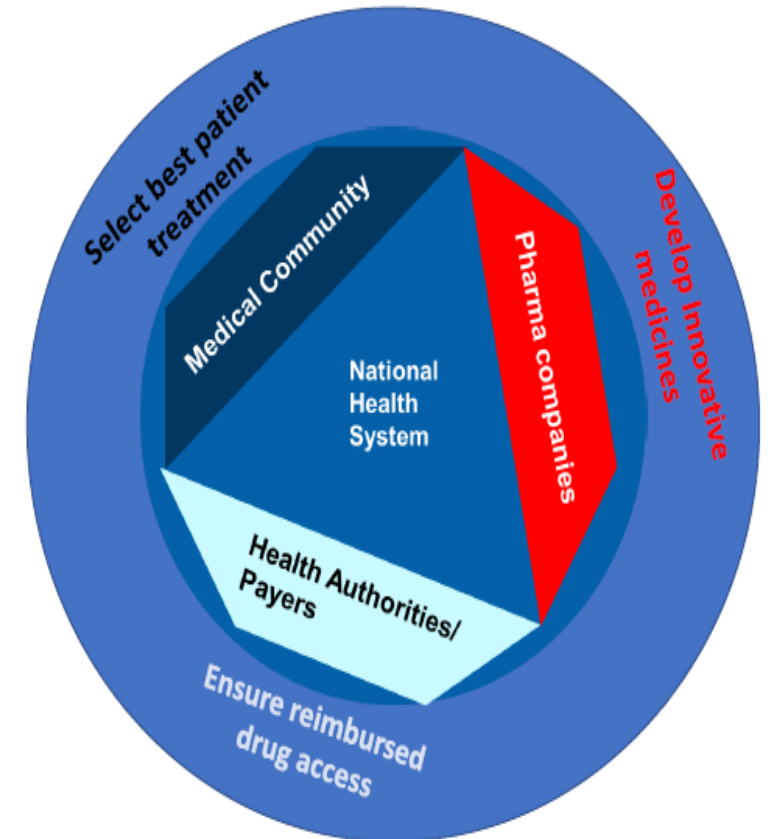 Select best patient
treatment
Medical Community
Develop Innovative
medicines
Pharma companies
National
Health
System
Health Authorities/
Payers
Ensure reimbursed
drug access